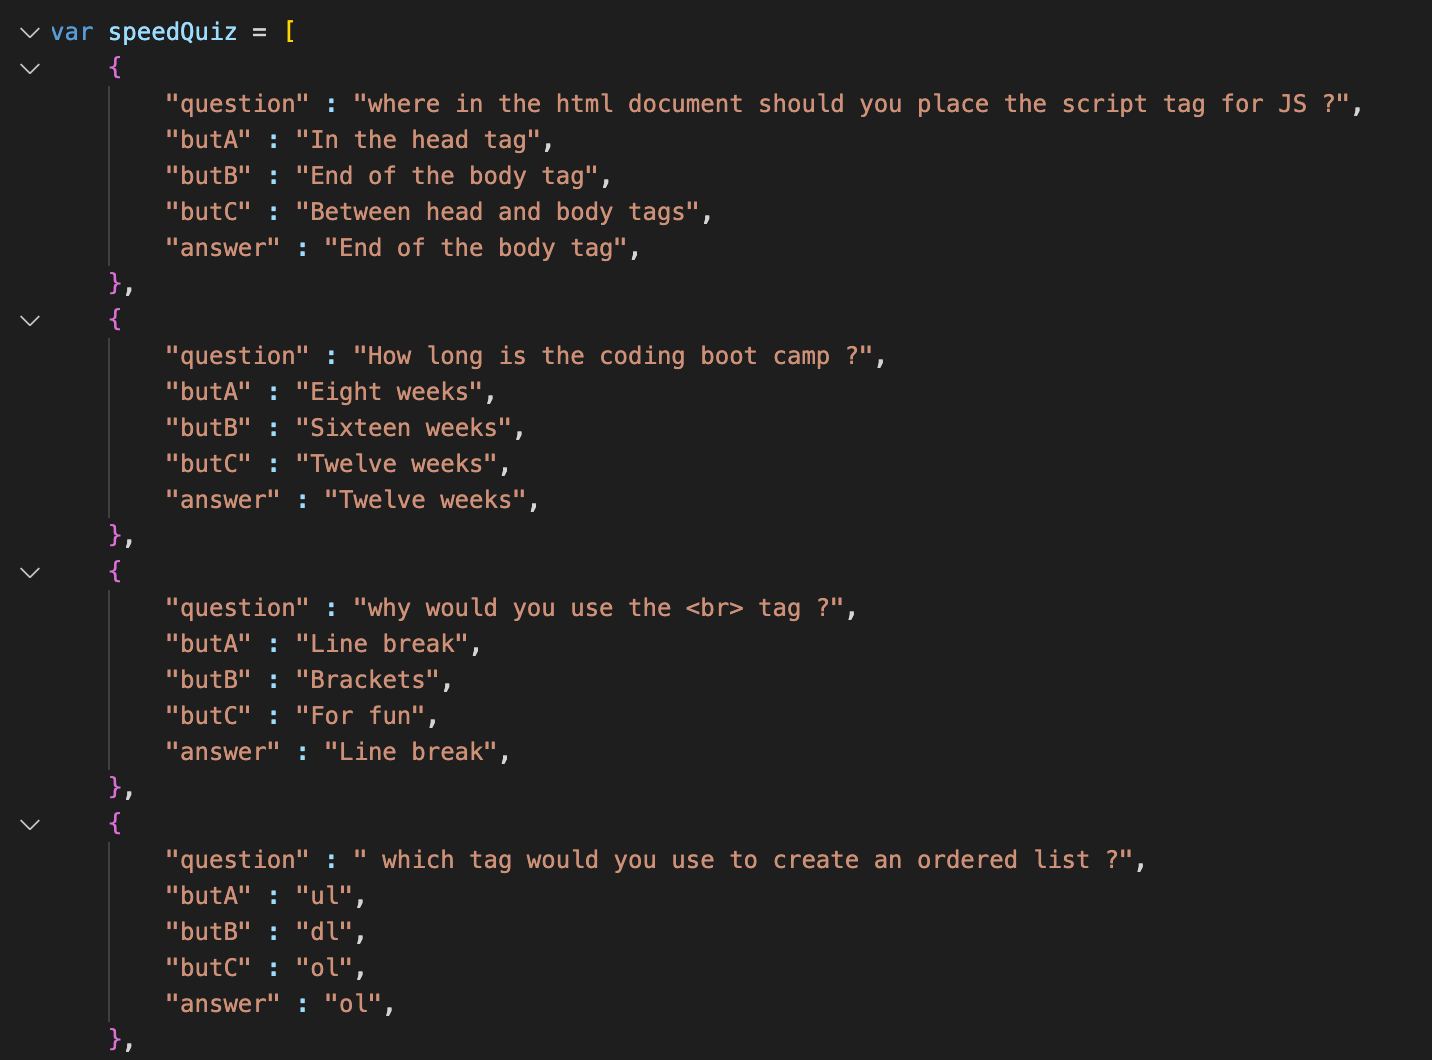 var speedQuiz = [
{
"question" : "where in the html document should you place the script tag for JS ?",
"butA" : "In the head tag",
"butB" : "End of the body tag",
"butC" : "Between head and body tags",
"answer" : "End of the body tag",
},
{
"question" : "How long is the coding boot camp ?",
"butA" : "Eight weeks",
"butB" : "Sixteen weeks",
"butC" : "Twelve weeks",
"answer" : "Twelve weeks",
},
{
"question" : "why would you use the <br> tag ?",
"butA" : "Line break",
"butB" : "Brackets",
"butC" : "For fun",
"answer" : "Line break",
},
{
"question" : " which tag would you use to create an ordered list ?",
"butA" : "ul",
"butB" : "dl",
"butC" : "ol",
"answer" : "ol",
},